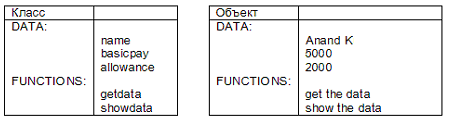 Класс
DATA:
name
basicpay
allowance
FUNCTIONS:
getdata
showdata
Объект
DATA:
Anand K
5000
2000
FUNCTIONS:
get the data
show the data